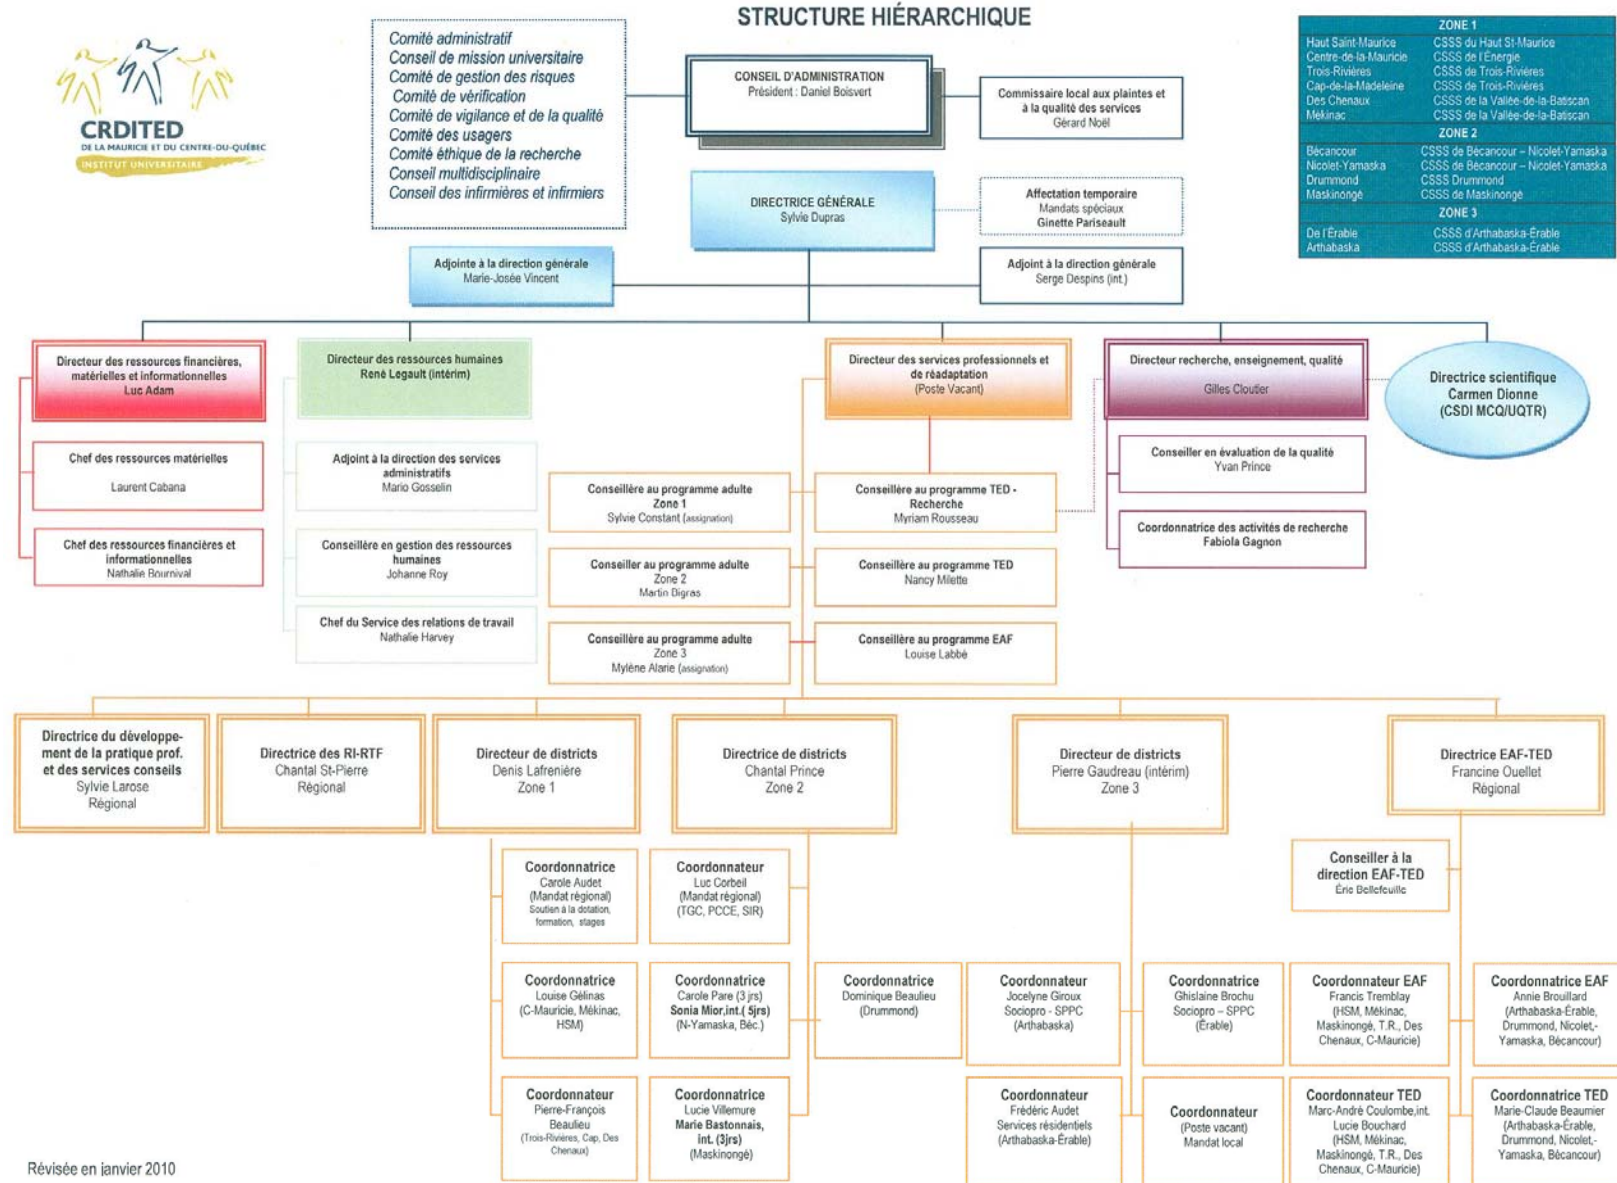 STRUCTURE HIÉRARCHIQUE
CRDITED
DE LA MAURICIE ET DU CENTRE-DU-QUÉBEC
INSTITUT UNIVERSITAIRE
Comité administratif
Conseil de mission universitaire
Comité de gestion des risques
Comité de vérification
Comité de vigilance et de la qualité
Comité des usagers
Comité éthique de la recherche
Conseil multidisciplinaire
Conseil des infirmières et infirmiers
CONSEIL D'ADMINISTRATION
Président : Daniel Boisvert
Commissaire local aux plaintes et
à la qualité des services
Gérard Noël
ZONE 1
Haut Saint-Maurice CSSS du Haut St-Maurice
Centre-de-la-Mauricie CSSS de l'Énergie
Trois-Rivières CSSS de Trois-Rivières
Cap-de-la-Madeleine CSSS de Trois-Rivières
Des Chenaux CSSS de la Vallée-de-la-Batiscan
Mékinac CSSS de la Vallée-de-la-Batiscan
ZONE 2
Bécancour CSSS de Bécancour – Nicolet-Yamaska
Nicolet-Yamaska CSSS de Bécancour – Nicolet-Yamaska
Drummond CSSS Drummond
Maskinongé CSSS de Maskinongé
ZONE 3
De l'Érable CSSS d'Arthabaska-Érable
Arthabaska CSSS d'Arthabaska-Érable
DIRECTRICE GÉNÉRALE
Sylvie Dupras
Affectation temporaire
Mandats spéciaux
Ginette Pariseault
Adjointe à la direction générale
Marie-Josée Vincent
Adjoint à la direction générale
Serge Despins (int.)
Directeur des ressources financières,
matérielles et informationnelles
Luc Adam
Directeur des ressources humaines
René Legault (intérim)
Directeur des services professionnels et
de réadaptation
(Poste Vacant)
Directeur recherche, enseignement, qualité
Gilles Cloutier
Directrice scientifique
Carmen Dionne
(CSDI MCQ/UQTR)
Chef des ressources matérielles
Laurent Cabana
Chef des ressources financières et
informationnelles
Nathalie Bournival
Adjoint à la direction des services
administratifs
Mario Gosselin
Conseillère en gestion des ressources
humaines
Johanne Roy
Chef du Service des relations de travail
Nathalie Harvey
Conseillère au programme adulte
Zone 1
Sylvie Constant (assignation)
Conseiller au programme adulte
Zone 2
Martin Digras
Conseillère au programme adulte
Zone 3
Mylène Alarie (assignation)
Conseillère au programme TED -
Recherche
Myriam Rousseau
Conseillère au programme TED
Nancy Milette
Conseillère au programme EAF
Louise Labbé
Conseiller en évaluation de la qualité
Yvan Prince
Coordonnatrice des activités de recherche
Fabiola Gagnon
Directrice du développe-
ment de la pratique prof.
et des services conseils
Sylvie Larose
Régional
Directrice des RI-RTF
Chantal St-Pierre
Régional
Directeur de districts
Denis Lafrenière
Zone 1
Directrice de districts
Chantal Prince
Zone 2
Directeur de districts
Pierre Gaudreau (intérim)
Zone 3
Directrice EAF-TED
Francine Ouellet
Régional
Coordonnatrice
Carole Audet
(Mandat régional)
Soutien à la dotation,
formation, stages
Coordonnateur
Luc Corbeil
(Mandat régional)
(TGC, PCCE, SIR)
Conseiller à la
direction EAF-TED
Éric Bellefeuille
Coordonnatrice
Louise Gélinas
(C-Mauricie, Mékinac,
HSM)
Coordonnatrice
Carole Pare (3 jrs)
Sonia Mior,int.( 5jrs)
(N-Yamaska, Béc.)
Coordonnatrice
Dominique Beaulieu
(Drummond)
Coordonnateur
Jocelyne Giroux
Sociopro - SPPC
(Arthabaska)
Coordonnatrice
Ghislaine Brochu
Sociopro – SPPC
(Érable)
Coordonnateur EAF
Francis Tremblay
(HSM, Mékinac,
Maskinongé, T.R., Des
Chenaux, C-Mauricie)
Coordonnatrice EAF
Annie Brouillard
(Arthabaska-Érable,
Drummond, Nicolet,-
Yamaska, Bécancour)
Coordonnateur
Pierre-François
Beaulieu
(Trois-Rivières, Cap, Des
Chenaux)
Coordonnatrice
Lucie Villemure
Marie Bastonnais,
int. (3jrs)
(Maskinongé)
Coordonnateur
Frédéric Audet
Services résidentiels
(Arthabaska-Érable)
Coordonnateur
(Poste vacant)
Mandat local
Coordonnateur TED
Marc-André Coulombe,int.
Lucie Bouchard
(HSM, Mékinac,
Maskinongé, T.R., Des
Chenaux, C-Mauricie)
Coordonnatrice TED
Marie-Claude Beaumier
(Arthabaska-Érable,
Drummond, Nicolet,-
Yamaska, Bécancour)
Révisée en janvier 2010